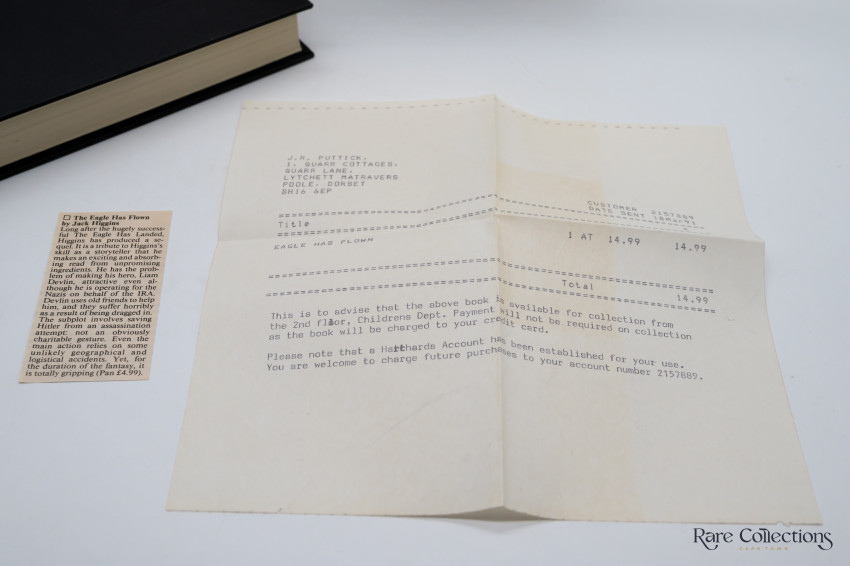 ☐ The Eagle Has Flown
by Jack Higgins
Long after the hugely success-
ful The Eagle Has Landed,
Higgins has produced a se-
quel. It is a tribute to Higgins's
skill as a storyteller that he
makes an exciting and absorb-
ing read from unpromising
ingredients. He has the prob-
lem of making his hero, Liam
Devlin, attractive even al-
though he is operating for the
Nazis on behalf of the IRA.
Devlin uses old friends to help
him, and they suffer horribly
as a result of being dragged in.
The subplot involves saving
Hitler from an assassination
attempt: not an obviously
charitable gesture. Even the
main action relies on some
unlikely geographical and
logistical accidents. Yet, for
the duration of the fantasy, it
is totally gripping (Pan £4.99).
J.R. PUTTICK,
1, QUARR COTTAGES,
QUARR LANE,
LYTCHETT MATRAVERS
POOLE, DORSET
BH16 6EP
CUSTOMER 2157889
DATE SENT 18Mar91
Title
EAGLE HAS FLOWN 1 AT 14.99 14.99
Total 14.99
This is to advise that the above book is available for collection from
the 2nd floor, Childrens Dept. Payment will not be required on collection
as the book will be charged to your credit card.
Please note that a Hatchards Account has been established for your use.
You are welcome to charge future purchases to your account number 2157889.
Rare Collections
CAPE TOWN